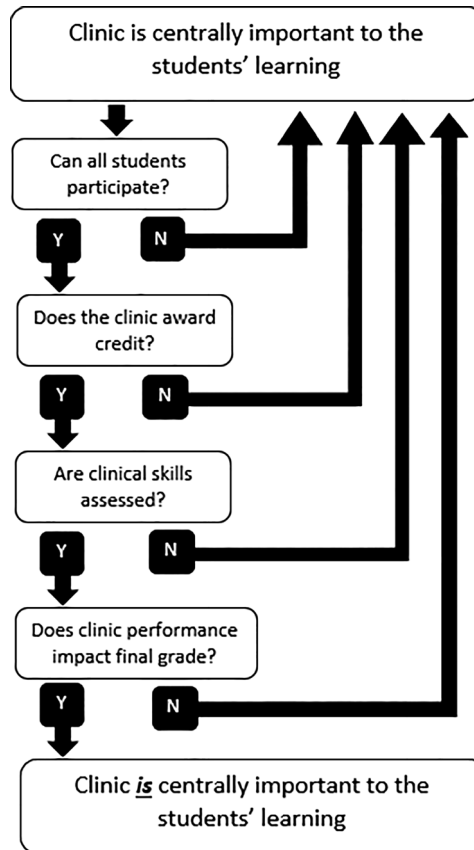 Clinic is centrally important to the
students’ learning
Can all students
participate?
Y
N
Does the clinic award
credit?
Y
N
Are clinical skills
assessed?
Y
N
Does clinic performance
impact final grade?
Y
N
Clinic is centrally important to the
students’ learning